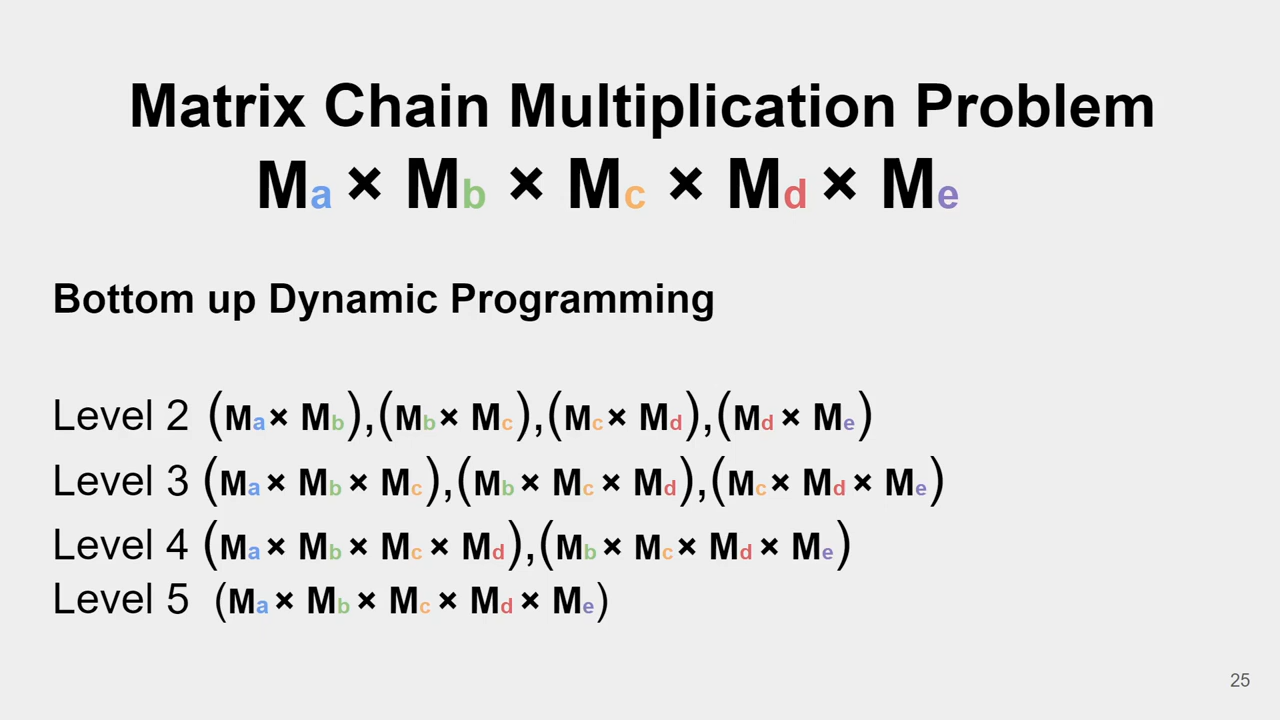 Matrix Chain Multiplication Problem
Ma × Mb × Mc × Md × Me
Bottom up Dynamic Programming
Level 2 (Ma× Mb),(Mb× Mc),(Mc× Md),(Md × Me)
Level 3 (Ma× Mb × Mc),(Mb× Mc × Md),(Mc× Md × Me)
Level 4 (Ma× Mb × Mc × Md),(Mb× Mc× Md × Me)
Level 5 (Ma× Mb× Mc × Md × Me)
25